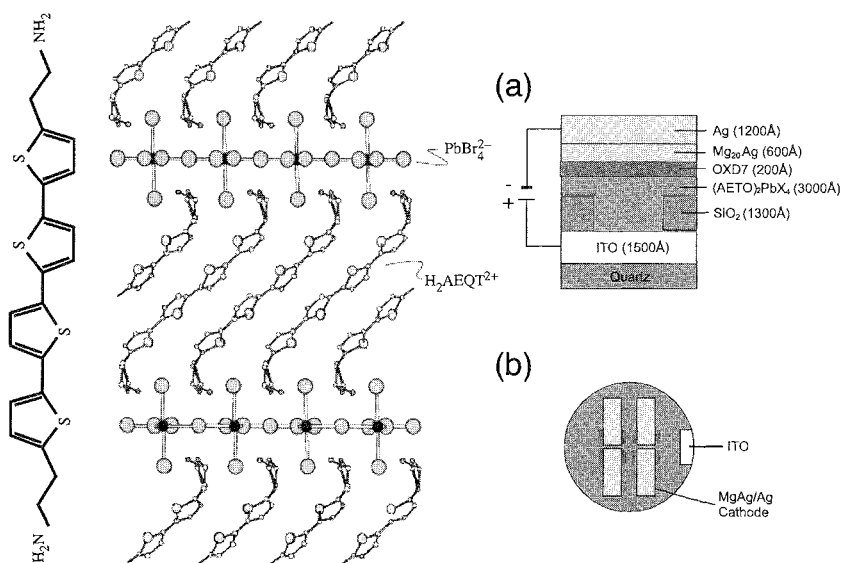 NH2
S
S
S
S
H2N
PbBr4^2–
H2AEQT^2+
(a)
-
+
Ag (1200Å)
Mg20Ag (600Å)
OXD7 (200Å)
(AETO)2PbX4 (3000Å)
SiO2 (1300Å)
ITO (1500Å)
Quartz
(b)
ITO
MgAg/Ag
Cathode